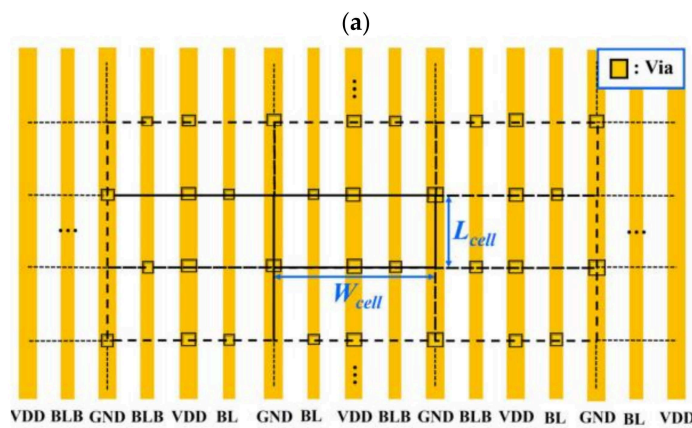 (a)
: Via
L_cell
W_cell
VDD BLB GND BLB VDD BL GND BL VDD BLB GND BLB VDD BL GND BL VDD